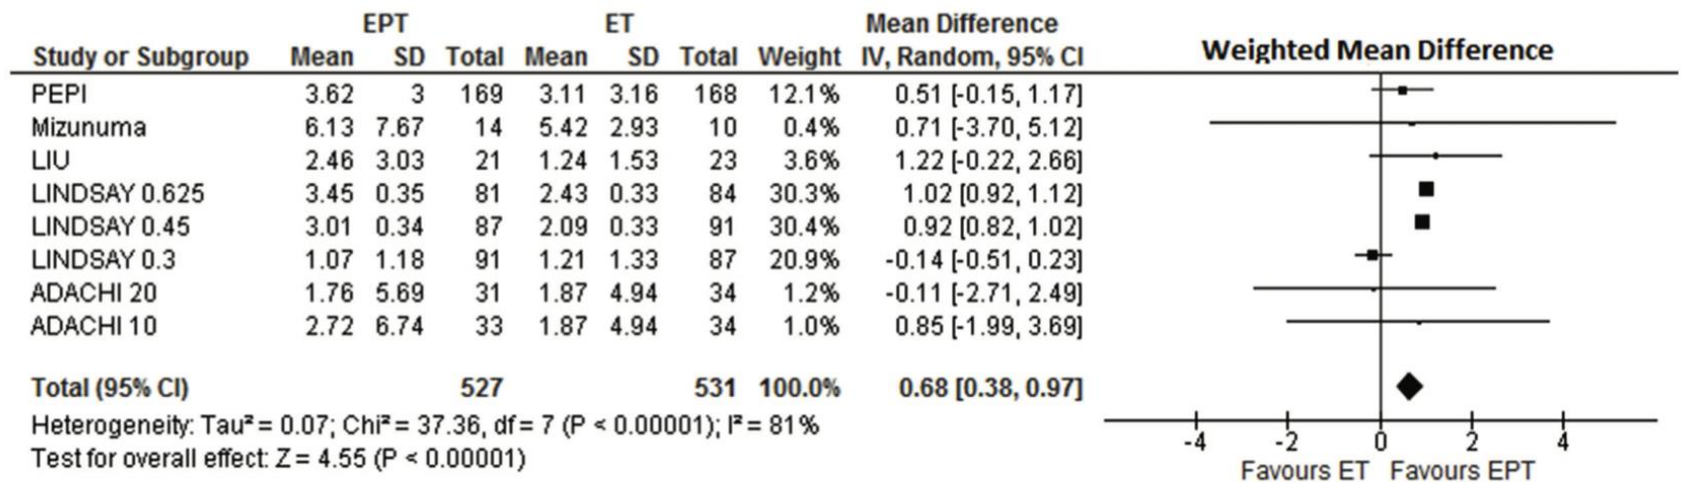 EPT ET Mean Difference
Study or Subgroup Mean SD Total Mean SD Total Weight IV, Random, 95% CI Weighted Mean Difference
PEPI 3.62 3 169 3.11 3.16 168 12.1% 0.51 [-0.15, 1.17]
Mizunuma 6.13 7.67 14 5.42 2.93 10 0.4% 0.71 [-3.70, 5.12]
LIU 2.46 3.03 21 1.24 1.53 23 3.6% 1.22 [-0.22, 2.66]
LINDSAY 0.625 3.45 0.35 81 2.43 0.33 84 30.3% 1.02 [0.92, 1.12]
LINDSAY 0.45 3.01 0.34 87 2.09 0.33 91 30.4% 0.92 [0.82, 1.02]
LINDSAY 0.3 1.07 1.18 91 1.21 1.33 87 20.9% -0.14 [-0.51, 0.23]
ADACHI 20 1.76 5.69 31 1.87 4.94 34 1.2% -0.11 [-2.71, 2.49]
ADACHI 10 2.72 6.74 33 1.87 4.94 34 1.0% 0.85 [-1.99, 3.69]
Total (95% CI) 527 531 100.0% 0.68 [0.38, 0.97]
Heterogeneity: Tau² = 0.07; Chi² = 37.36, df = 7 (P < 0.00001); I² = 81%
Test for overall effect: Z = 4.55 (P < 0.00001)
-4 -2 0 2 4
Favours ET Favours EPT